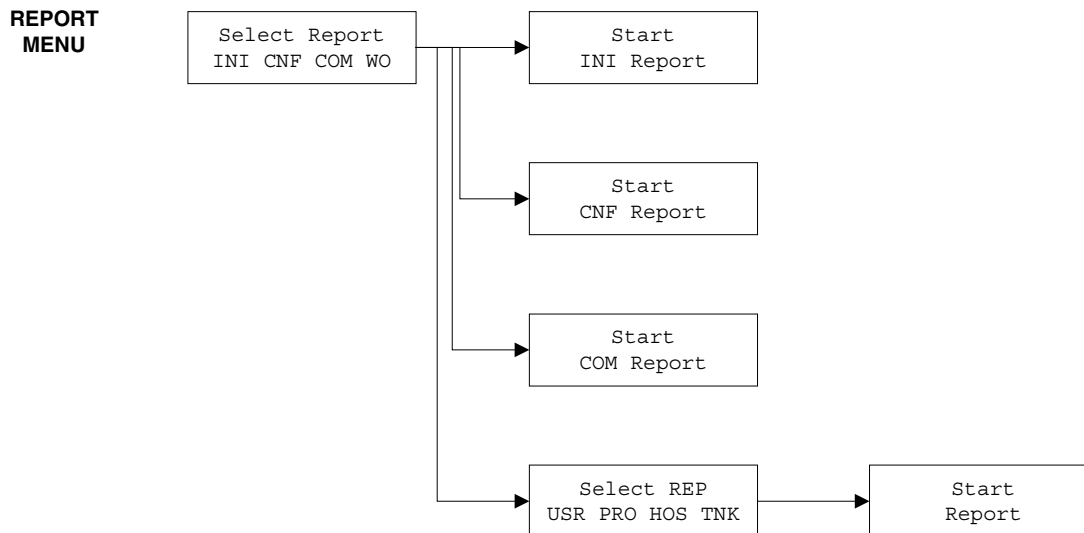 REPORT
MENU
Select Report
INI CNF COM WO
Start
INI Report
Start
CNF Report
Start
COM Report
Select REP
USR PRO HOS TNK
Start
Report